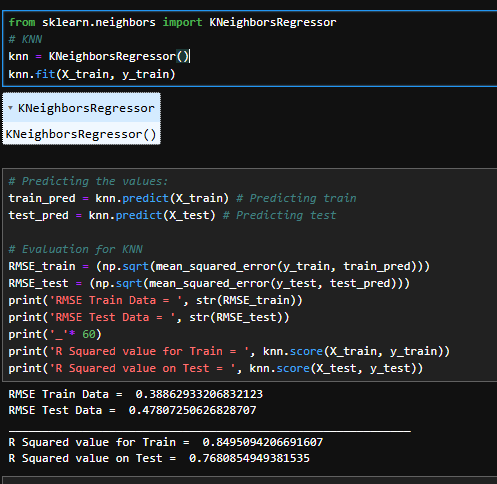 from sklearn.neighbors import KNeighborsRegressor
# KNN
knn = KNeighborsRegressor()
knn.fit(X_train, y_train)
▾ KNeighborsRegressor
KNeighborsRegressor()
# Predicting the values:
train_pred = knn.predict(X_train) # Predicting train
test_pred = knn.predict(X_test) # Predicting test
# Evaluation for KNN
RMSE_train = (np.sqrt(mean_squared_error(y_train, train_pred)))
RMSE_test = (np.sqrt(mean_squared_error(y_test, test_pred)))
print('RMSE Train Data = ', str(RMSE_train))
print('RMSE Test Data = ', str(RMSE_test))
print('_'* 60)
print('R Squared value for Train = ', knn.score(X_train, y_train))
print('R Squared value on Test = ', knn.score(X_test, y_test))
RMSE Train Data =  0.38862933206832123
RMSE Test Data =  0.47807250626828707
____________________________________________________________
R Squared value for Train =  0.8495094206691607
R Squared value on Test =  0.7680854949381535